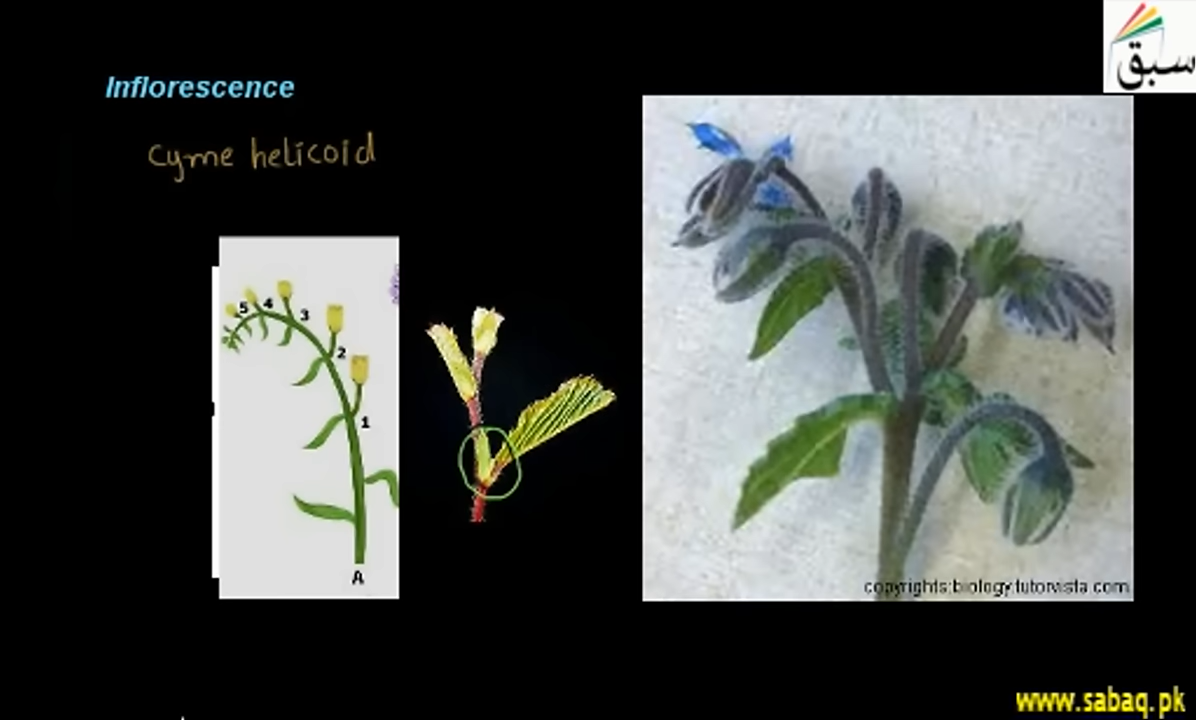 سبق
Inflorescence
Cyme helicoid
5
4
3
2
1
A
copyrights:biology.tutorvista.com
www.sabaq.pk